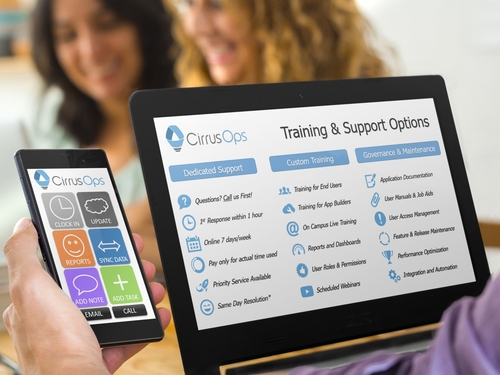 CirrusOps
CLOCK IN
UPDATE
REPORTS
SYNC DATA
ADD NOTE
ADD TASK
EMAIL
CALL
CirrusOps
Training & Support Options
Dedicated Support
Questions? Call us First!
1st Response within 1 hour
Online 7 days/week
Pay only for actual time used
Priority Service Available
Same Day Resolution*
Custom Training
Training for End Users
Training for App Builders
On Campus Live Training
Reports and Dashboards
User Roles & Permissions
Scheduled Webinars
Governance & Maintenance
Application Documentation
User Manuals & Job Aids
User Access Management
Feature & Release Maintenance
Performance Optimization
Integration and Automation